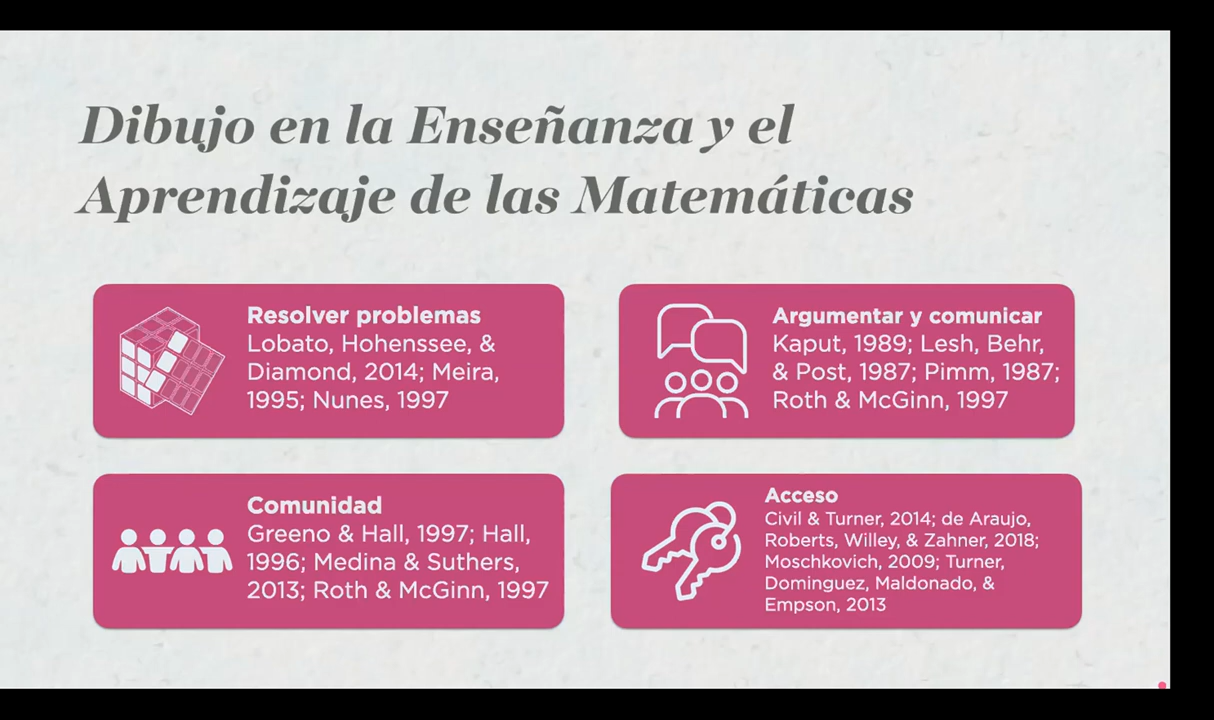 Dibujo en la Enseñanza y el
Aprendizaje de las Matemáticas
Resolver problemas
Lobato, Hohenssee, &
Diamond, 2014; Meira,
1995; Nunes, 1997
Argumentar y comunicar
Kaput, 1989; Lesh, Behr,
& Post, 1987; Pimm, 1987;
Roth & McGinn, 1997
Comunidad
Greeno & Hall, 1997; Hall,
1996; Medina & Suthers,
2013; Roth & McGinn, 1997
Acceso
Civil & Turner, 2014; de Araujo,
Roberts, Willey, & Zahner, 2018;
Moschkovich, 2009; Turner,
Dominguez, Maldonado, &
Empson, 2013